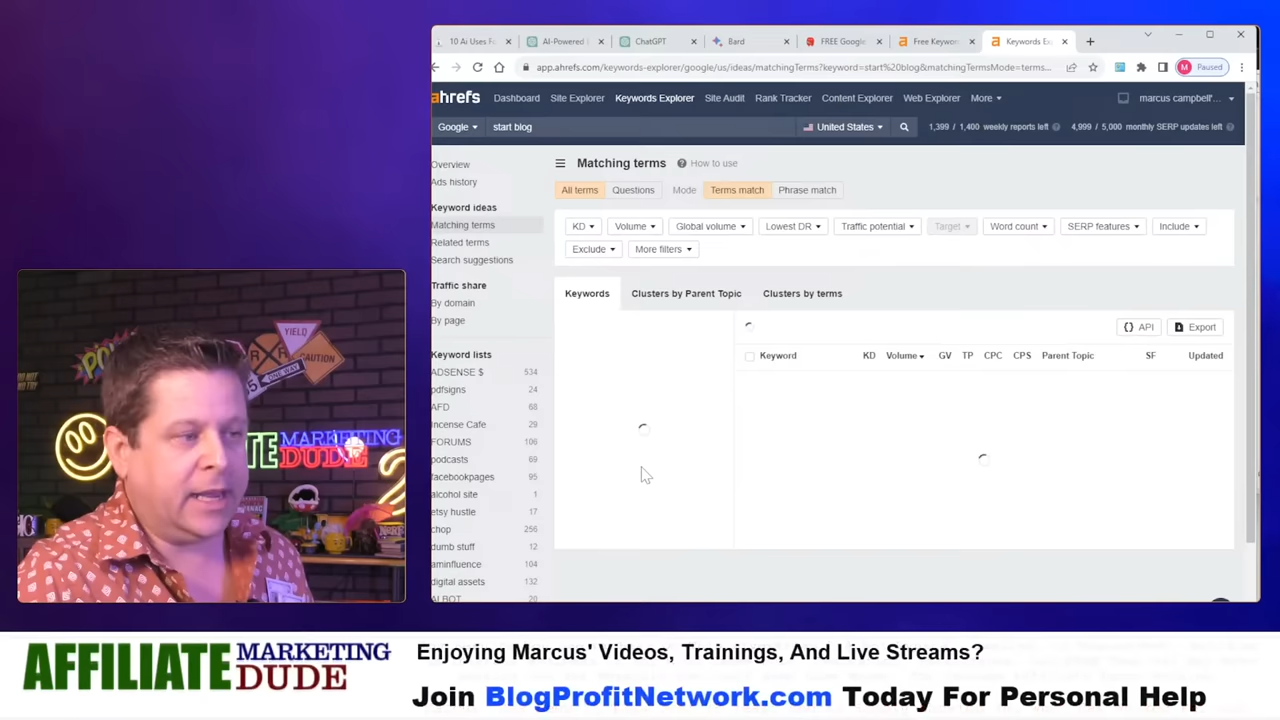 10 Ai Uses Fo
AI-Powered
ChatGPT
Bard
FREE Google
Free Keywor
Keywords Ex
app.ahrefs.com/keywords-explorer/google/us/ideas/matchingTerms?keyword=start%20blog&matchingTermsMode=terms...
M Paused
ahrefs Dashboard Site Explorer Keywords Explorer Site Audit Rank Tracker Content Explorer Web Explorer More marcus campbell'...
Google start blog United States 1,399 / 1,400 weekly reports left 4,999 / 5,000 monthly SERP updates left
Overview
Ads history
Keyword ideas
Matching terms
Related terms
Search suggestions
Traffic share
By domain
By page
Keyword lists
ADSENSE $ 534
pdfsigns 24
AFD 68
Incense Cafe 29
FORUMS 106
podcasts 69
facebookpages 95
alcohol site 1
etsy hustle 17
chop 256
dumb stuff 12
aminfluence 104
digital assets 132
Matching terms How to use
All terms Questions Mode Terms match Phrase match
KD Volume Global volume Lowest DR Traffic potential Target Word count SERP features Include
Exclude More filters
Keywords Clusters by Parent Topic Clusters by terms
API Export
Keyword KD Volume GV TP CPC CPS Parent Topic SF Updated
YIELD
CAUTION
ONE WAY
MARKETING
DUDE
AFFILIATE MARKETING DUDE
Enjoying Marcus' Videos, Trainings, And Live Streams?
Join BlogProfitNetwork.com Today For Personal Help